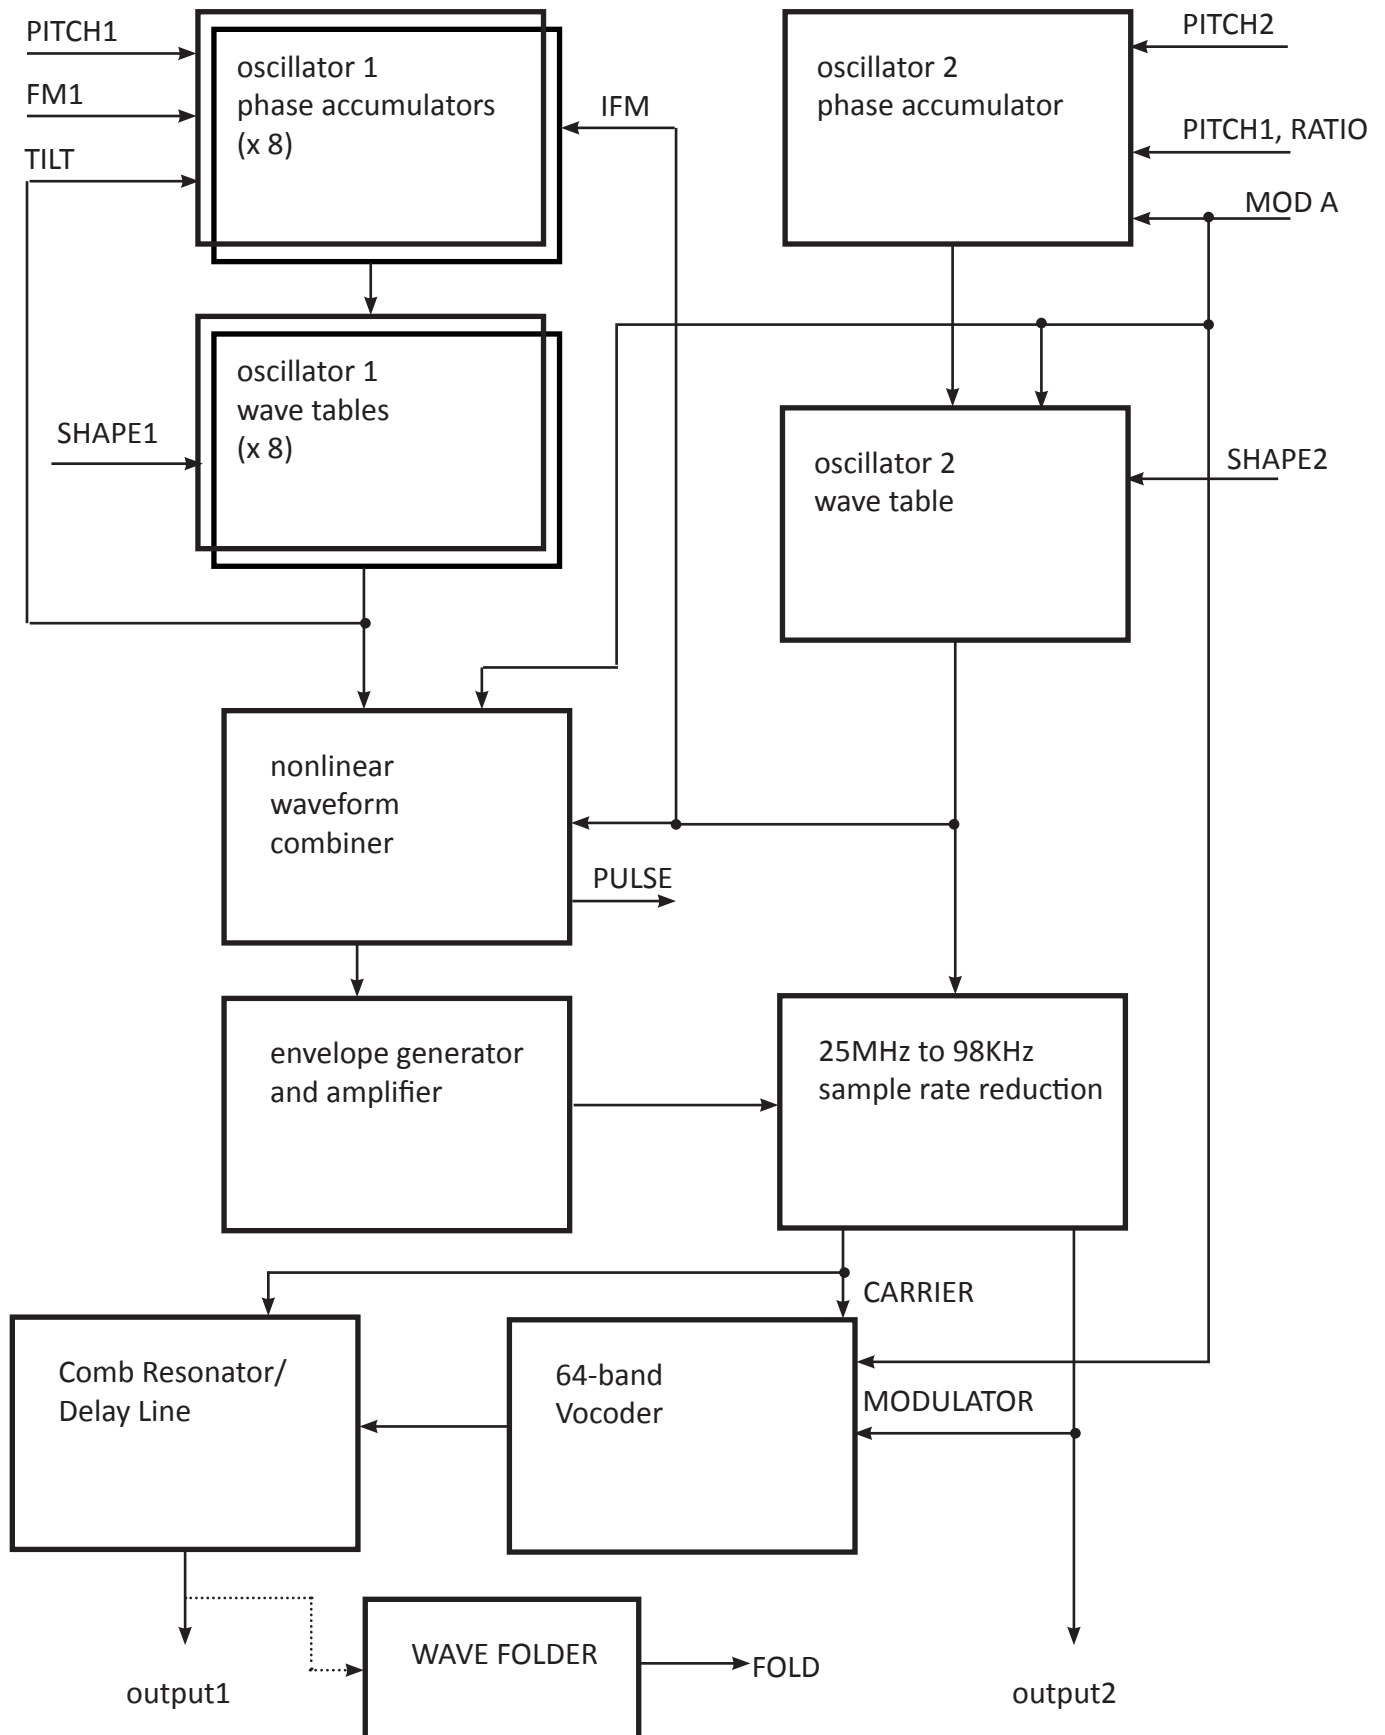 PITCH1
FM1
TILT
oscillator 1
phase accumulators
(x 8)
IFM
oscillator 2
phase accumulator
PITCH2
PITCH1, RATIO
MOD A
SHAPE1
oscillator 1
wave tables
(x 8)
oscillator 2
wave table
SHAPE2
nonlinear
waveform
combiner
PULSE
envelope generator
and amplifier
25MHz to 98KHz
sample rate reduction
CARRIER
Comb Resonator/
Delay Line
64-band
Vocoder
MODULATOR
WAVE FOLDER
FOLD
output1
output2